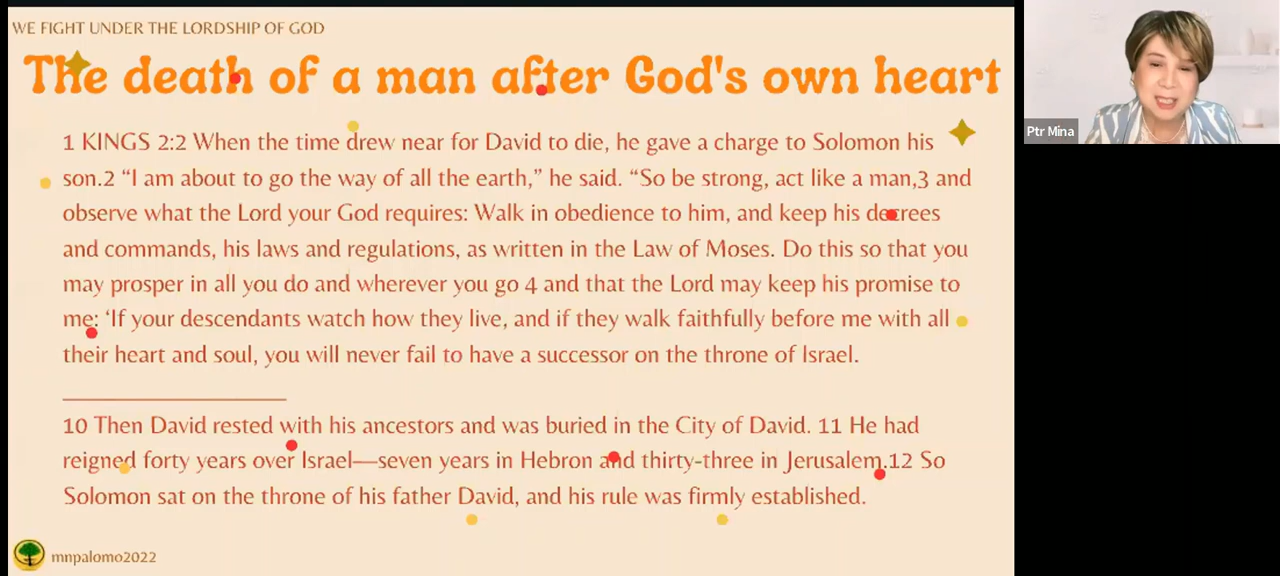 WE FIGHT UNDER THE LORDSHIP OF GOD
The death of a man after God's own heart
1 KINGS 2:2 When the time drew near for David to die, he gave a charge to Solomon his
son.2 “I am about to go the way of all the earth,” he said. “So be strong, act like a man,3 and
observe what the Lord your God requires: Walk in obedience to him, and keep his decrees
and commands, his laws and regulations, as written in the Law of Moses. Do this so that you
may prosper in all you do and wherever you go 4 and that the Lord may keep his promise to
me: ‘If your descendants watch how they live, and if they walk faithfully before me with all
their heart and soul, you will never fail to have a successor on the throne of Israel.
10 Then David rested with his ancestors and was buried in the City of David. 11 He had
reigned forty years over Israel—seven years in Hebron and thirty-three in Jerusalem.12 So
Solomon sat on the throne of his father David, and his rule was firmly established.
mnpalomo2022
Ptr Mina